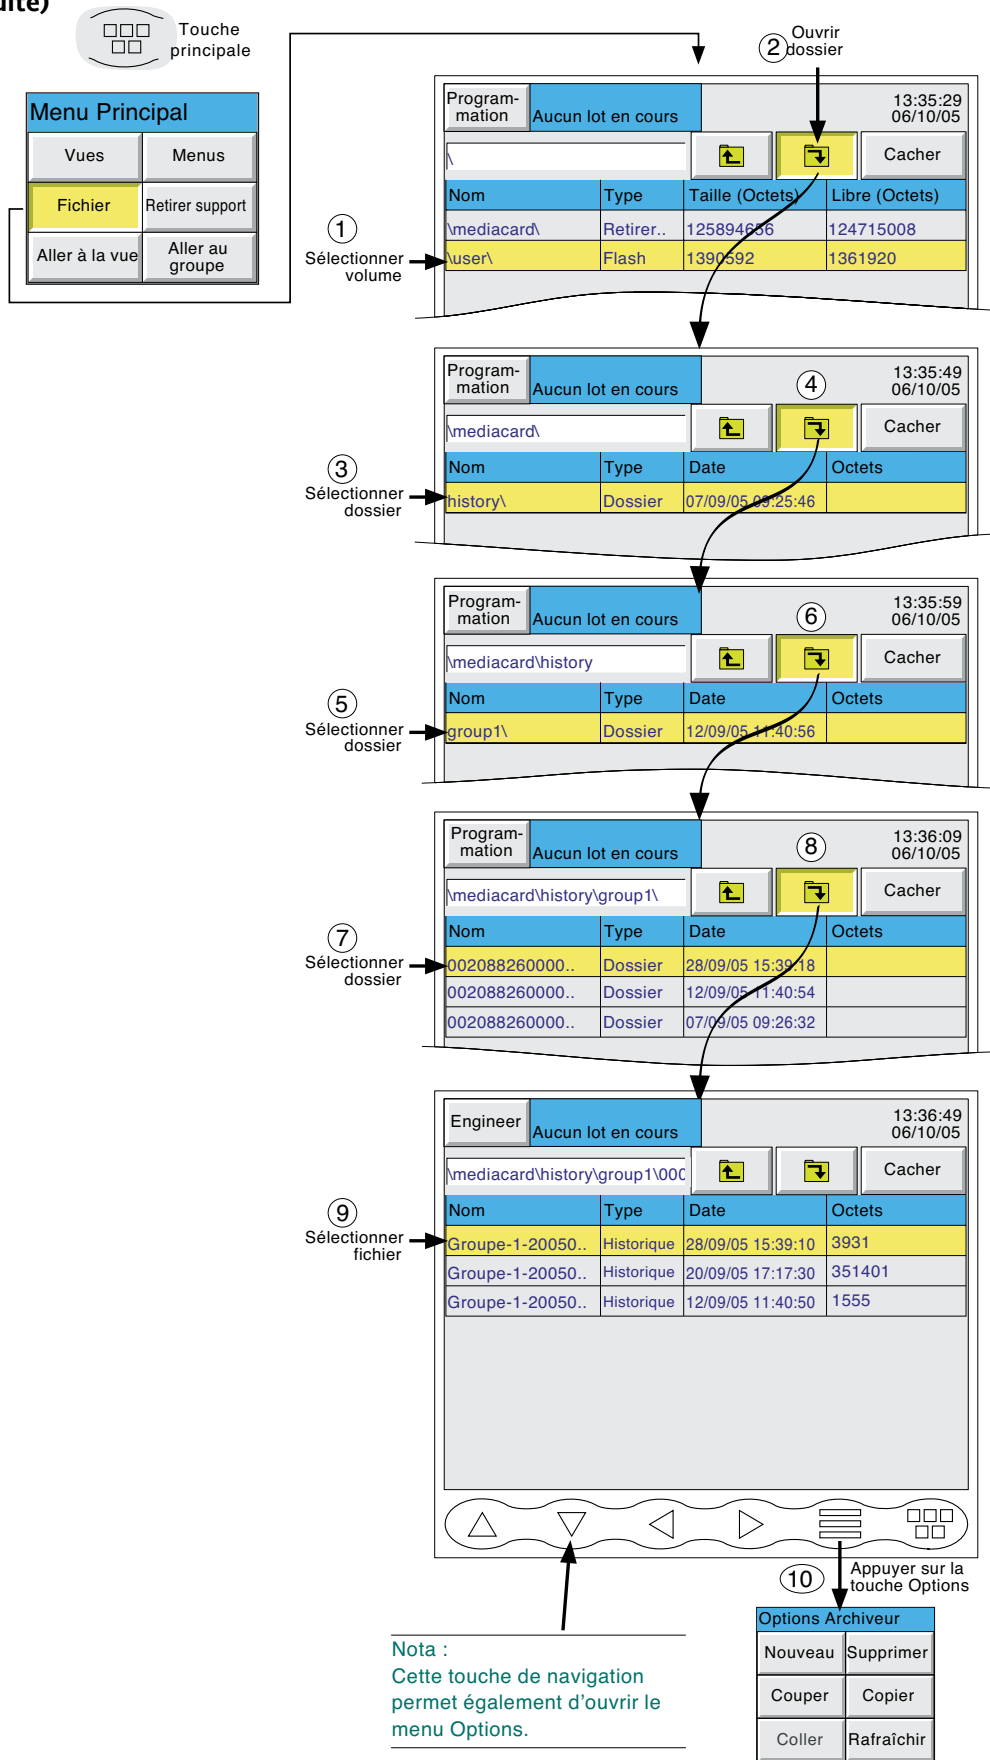 uite)
Touche
principale
Menu Principal
Vues
Menus
Fichier
Retirer support
Aller à la vue
Aller au
groupe
2
Ouvrir
dossier
Program-
mation
Aucun lot en cours
13:35:29
06/10/05
\
Cacher
Nom Type Taille (Octets) Libre (Octets)
\mediacard\ Retirer.. 125894656 124715008
\user\ Flash 1390592 1361920
1
Sélectionner
volume
Program-
mation
Aucun lot en cours
4
13:35:49
06/10/05
\mediacard\
Cacher
Nom Type Date Octets
history\ Dossier 07/09/05 09:25:46
3
Sélectionner
dossier
Program-
mation
Aucun lot en cours
6
13:35:59
06/10/05
\mediacard\history
Cacher
Nom Type Date Octets
group1\ Dossier 12/09/05 11:40:56
5
Sélectionner
dossier
Program-
mation
Aucun lot en cours
8
13:36:09
06/10/05
\mediacard\history\group1\
Cacher
Nom Type Date Octets
002088260000.. Dossier 28/09/05 15:39:18
002088260000.. Dossier 12/09/05 11:40:54
002088260000.. Dossier 07/09/05 09:26:32
7
Sélectionner
dossier
Engineer
Aucun lot en cours
13:36:49
06/10/05
\mediacard\history\group1\000
Cacher
Nom Type Date Octets
Groupe-1-20050.. Historique 28/09/05 15:39:10 3931
Groupe-1-20050.. Historique 20/09/05 17:17:30 351401
Groupe-1-20050.. Historique 12/09/05 11:40:50 1555
9
Sélectionner
fichier
10
Appuyer sur la
touche Options
Options Archiveur
Nouveau
Supprimer
Couper
Copier
Coller
Rafraîchir
Nota :
Cette touche de navigation
permet également d'ouvrir le
menu Options.